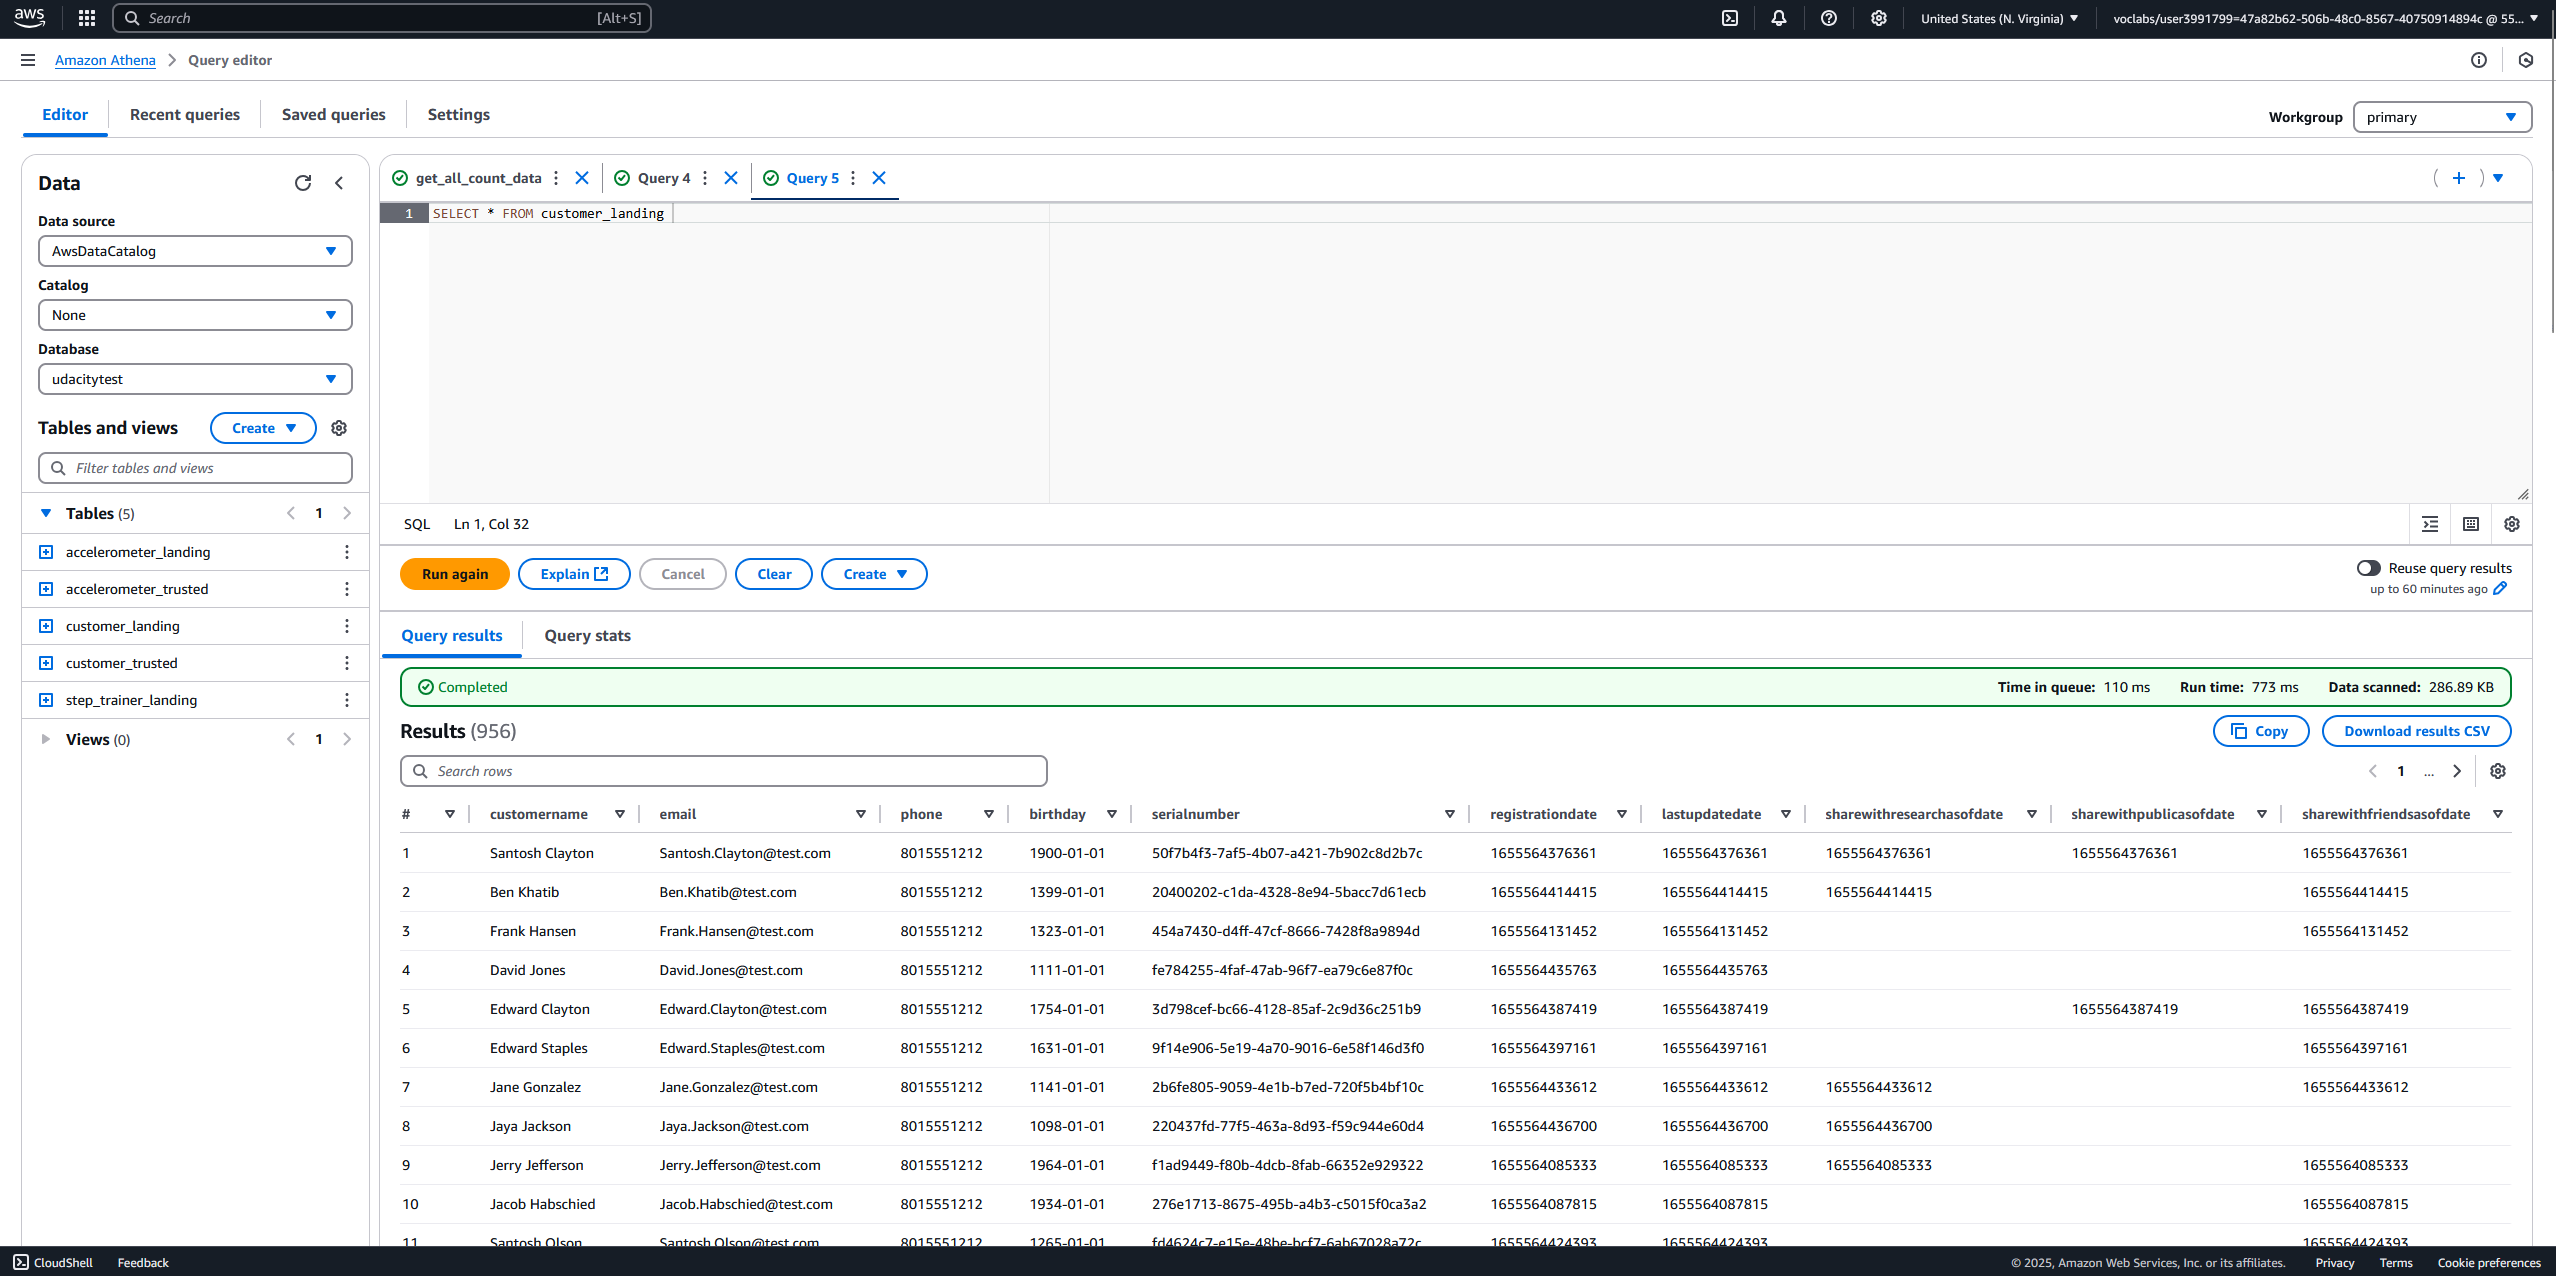 aws Search [Alt+S] United States (N. Virginia) voclabs/user3991799=47a82b62-506b-48c0-8567-40750914894c @ 55...
Amazon Athena > Query editor
Editor Recent queries Saved queries Settings
Workgroup primary
Data
Data source
AwsDataCatalog
Catalog
None
Database
udacitytest
Tables and views Create
Filter tables and views
Tables (5) < 1 >
accelerometer_landing
accelerometer_trusted
customer_landing
customer_trusted
step_trainer_landing
Views (0) < 1 >
get_all_count_data Query 4 Query 5
1 SELECT * FROM customer_landing
SQL Ln 1, Col 32
Run again Explain Cancel Clear Create
Reuse query results
up to 60 minutes ago
Query results Query stats
Completed Time in queue: 110 ms Run time: 773 ms Data scanned: 286.89 KB
Results (956) Copy Download results CSV
Search rows < 1 ... >
# customername email phone birthday serialnumber registrationdate lastupdatedate sharewithresearchasofdate sharewithpublicasofdate sharewithfriendsasofdate
1 Santosh Clayton Santosh.Clayton@test.com 8015551212 1900-01-01 50f7b4f3-7af5-4b07-a421-7b902c8d2b7c 1655564376361 1655564376361 1655564376361 1655564376361 1655564376361
2 Ben Khatib Ben.Khatib@test.com 8015551212 1399-01-01 20400202-c1da-4328-8e94-5bacc7d61ecb 1655564414415 1655564414415 1655564414415 1655564414415
3 Frank Hansen Frank.Hansen@test.com 8015551212 1323-01-01 454a7430-d4ff-47cf-8666-7428f8a9894d 1655564131452 1655564131452 1655564131452
4 David Jones David.Jones@test.com 8015551212 1111-01-01 fe784255-4faf-47ab-96f7-ea79c6e87f0c 1655564435763 1655564435763
5 Edward Clayton Edward.Clayton@test.com 8015551212 1754-01-01 3d798cef-bc66-4128-85af-2c9d36c251b9 1655564387419 1655564387419 1655564387419 1655564387419
6 Edward Staples Edward.Staples@test.com 8015551212 1631-01-01 9f14e906-5e19-4a70-9016-6e58f146d3f0 1655564397161 1655564397161 1655564397161
7 Jane Gonzalez Jane.Gonzalez@test.com 8015551212 1141-01-01 2b6fe805-9059-4e1b-b7ed-720f5b4bf10c 1655564433612 1655564433612 1655564433612 1655564433612
8 Jaya Jackson Jaya.Jackson@test.com 8015551212 1098-01-01 220437fd-77f5-463a-8d93-f59c944e60d4 1655564436700 1655564436700 1655564436700
9 Jerry Jefferson Jerry.Jefferson@test.com 8015551212 1964-01-01 f1ad9449-f80b-4dcb-8fab-66352e929322 1655564085333 1655564085333 1655564085333 1655564085333
10 Jacob Habschied Jacob.Habschied@test.com 8015551212 1934-01-01 276e1713-8675-495b-a4b3-c5015f0ca3a2 1655564087815 1655564087815 1655564087815
11 Santosh Olson Santosh.Olson@test.com 8015551212 1265-01-01 fd4624c7-e15e-48be-bcf7-6ab67028a72c 1655564424393 1655564424393 1655564424393
CloudShell Feedback © 2025, Amazon Web Services, Inc. or its affiliates. Privacy Terms Cookie preferences